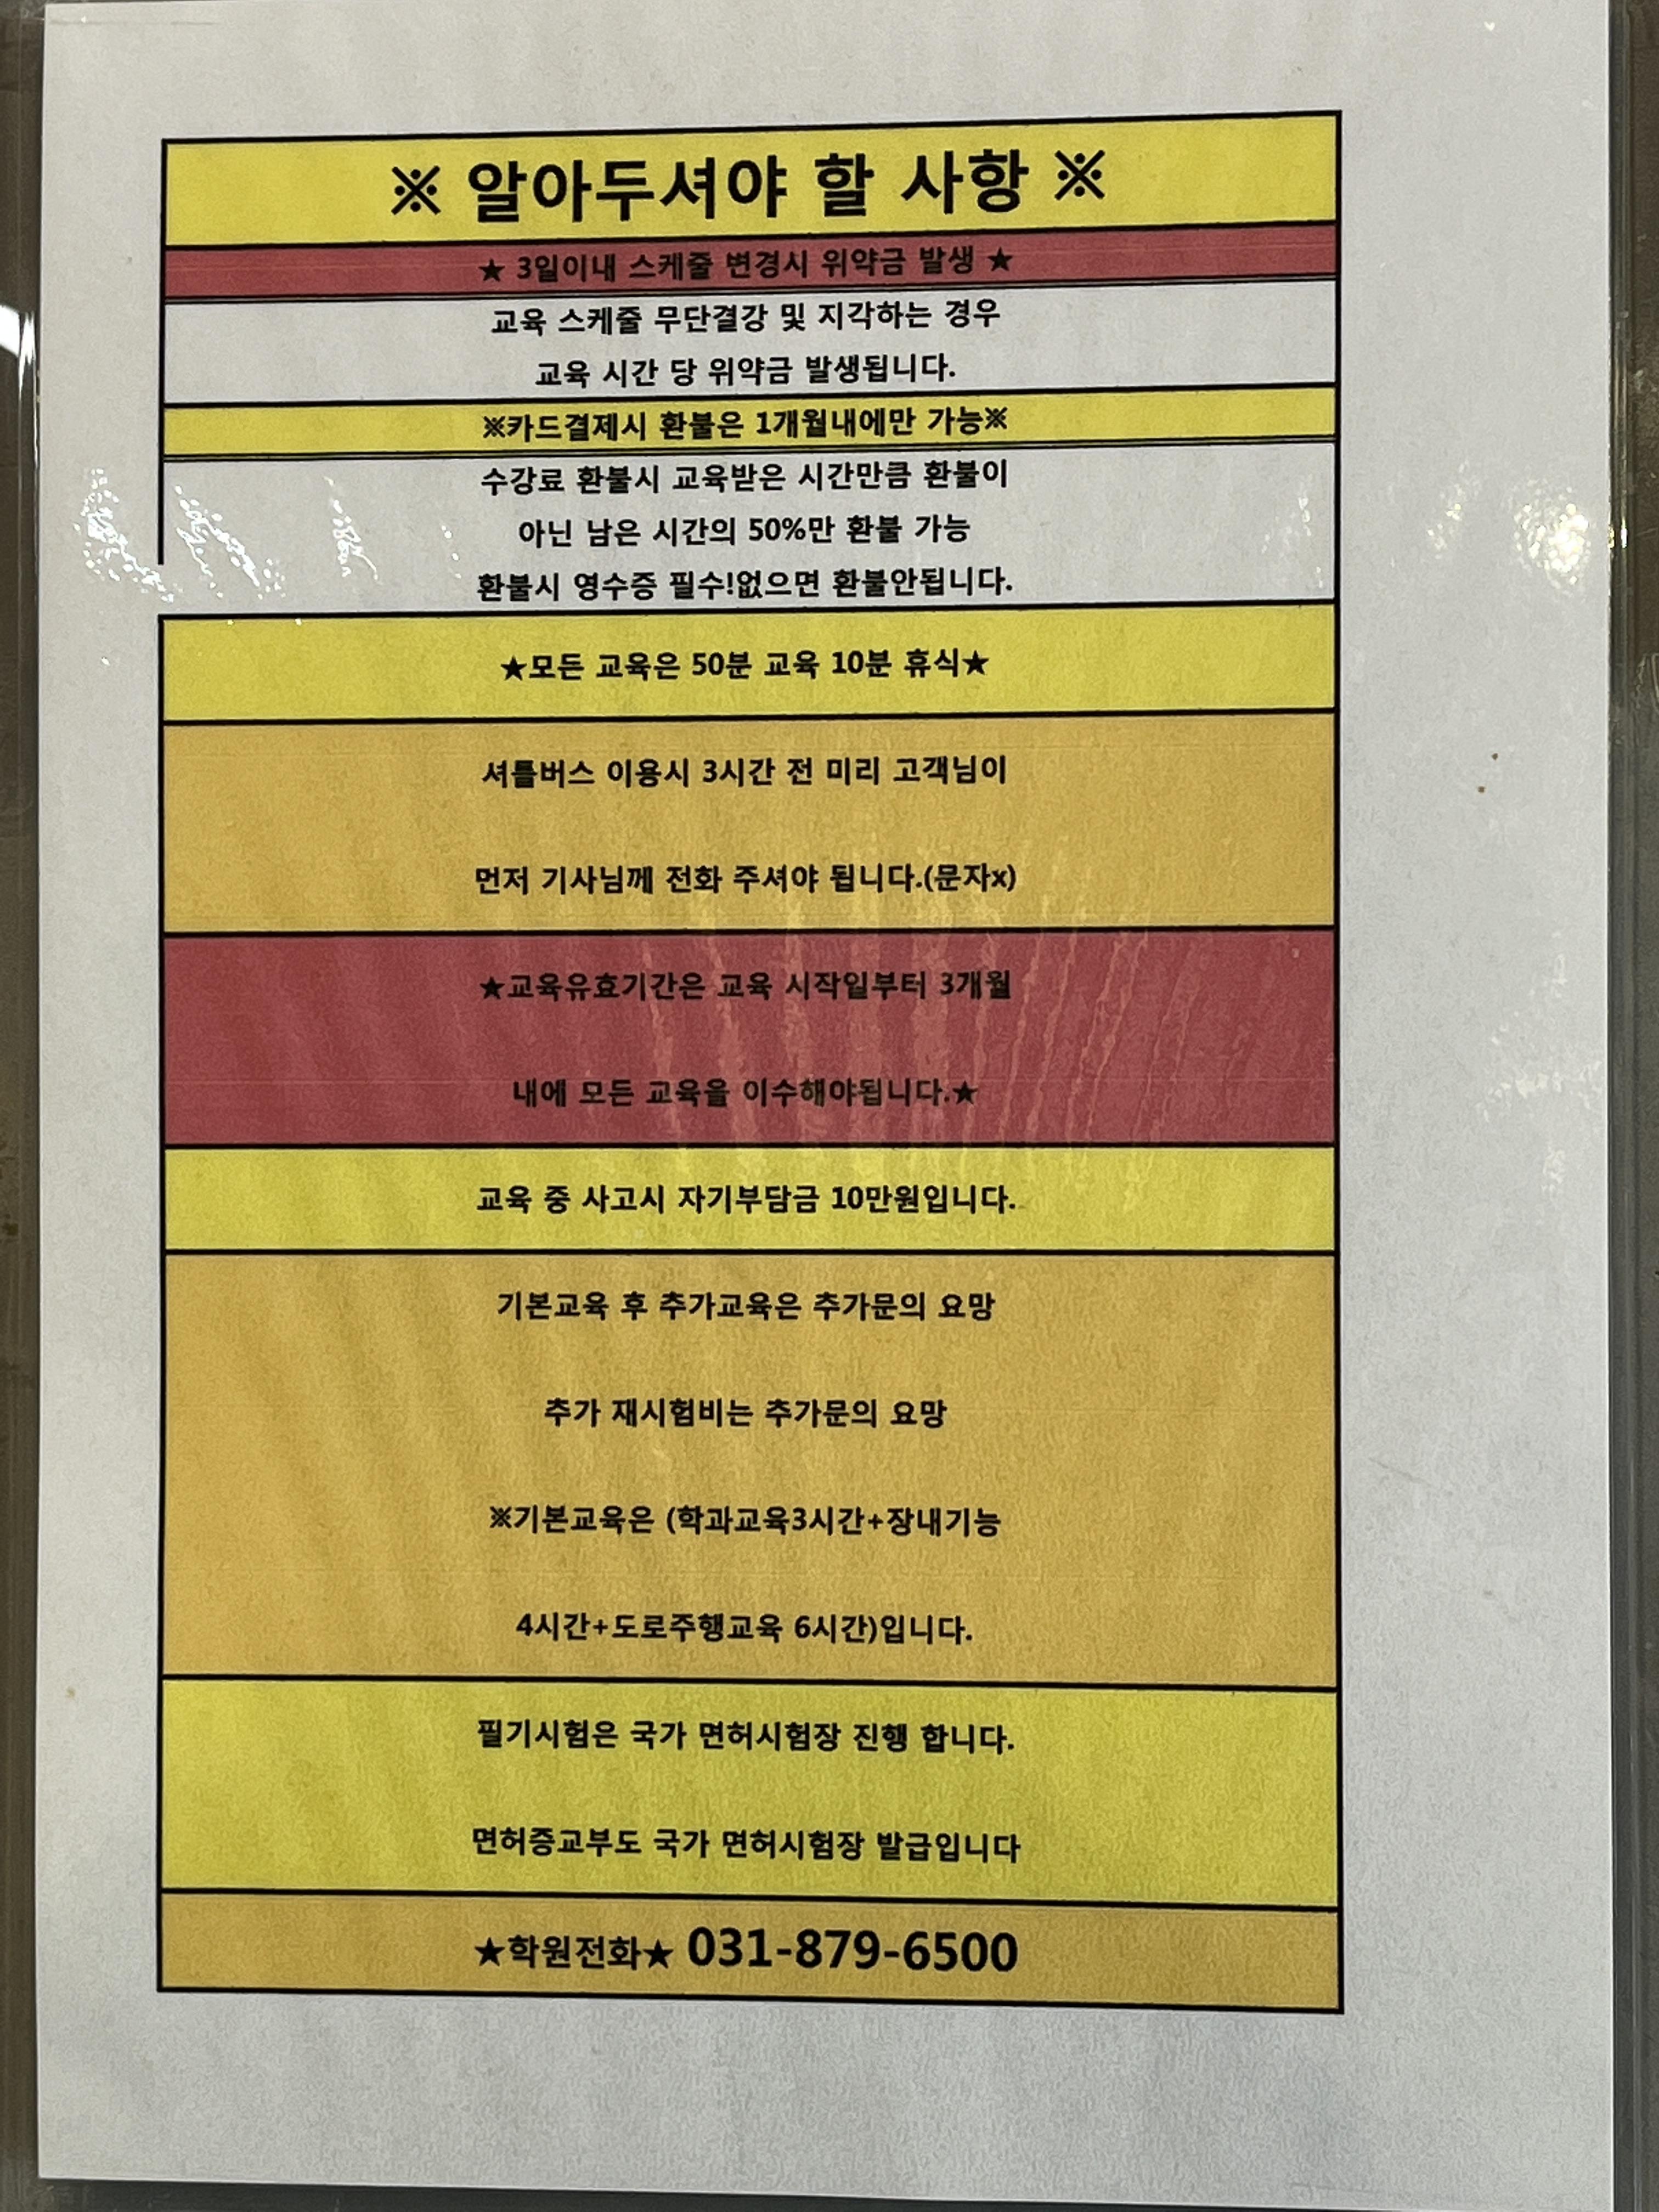 ※ 알아두셔야 할 사항 ※
★ 3일이내 스케줄 변경시 위약금 발생 ★
교육 스케줄 무단결강 및 지각하는 경우
교육 시간 당 위약금 발생됩니다.
※카드결제시 환불은 1개월내에만 가능※
수강료 환불시 교육받은 시간만큼 환불이
아닌 남은 시간의 50%만 환불 가능
환불시 영수증 필수!없으면 환불안됩니다.
★모든 교육은 50분 교육 10분 휴식★
셔틀버스 이용시 3시간 전 미리 고객님이
먼저 기사님께 전화 주셔야 됩니다.(문자x)
★교육유효기간은 교육 시작일부터 3개월
내에 모든 교육을 이수해야됩니다.★
교육 중 사고시 자기부담금 10만원입니다.
기본교육 후 추가교육은 추가문의 요망
추가 재시험비는 추가문의 요망
※기본교육은 (학과교육3시간+장내기능
4시간+도로주행교육 6시간)입니다.
필기시험은 국가 면허시험장 진행 합니다.
면허증교부도 국가 면허시험장 발급입니다
★학원전화★ 031-879-6500